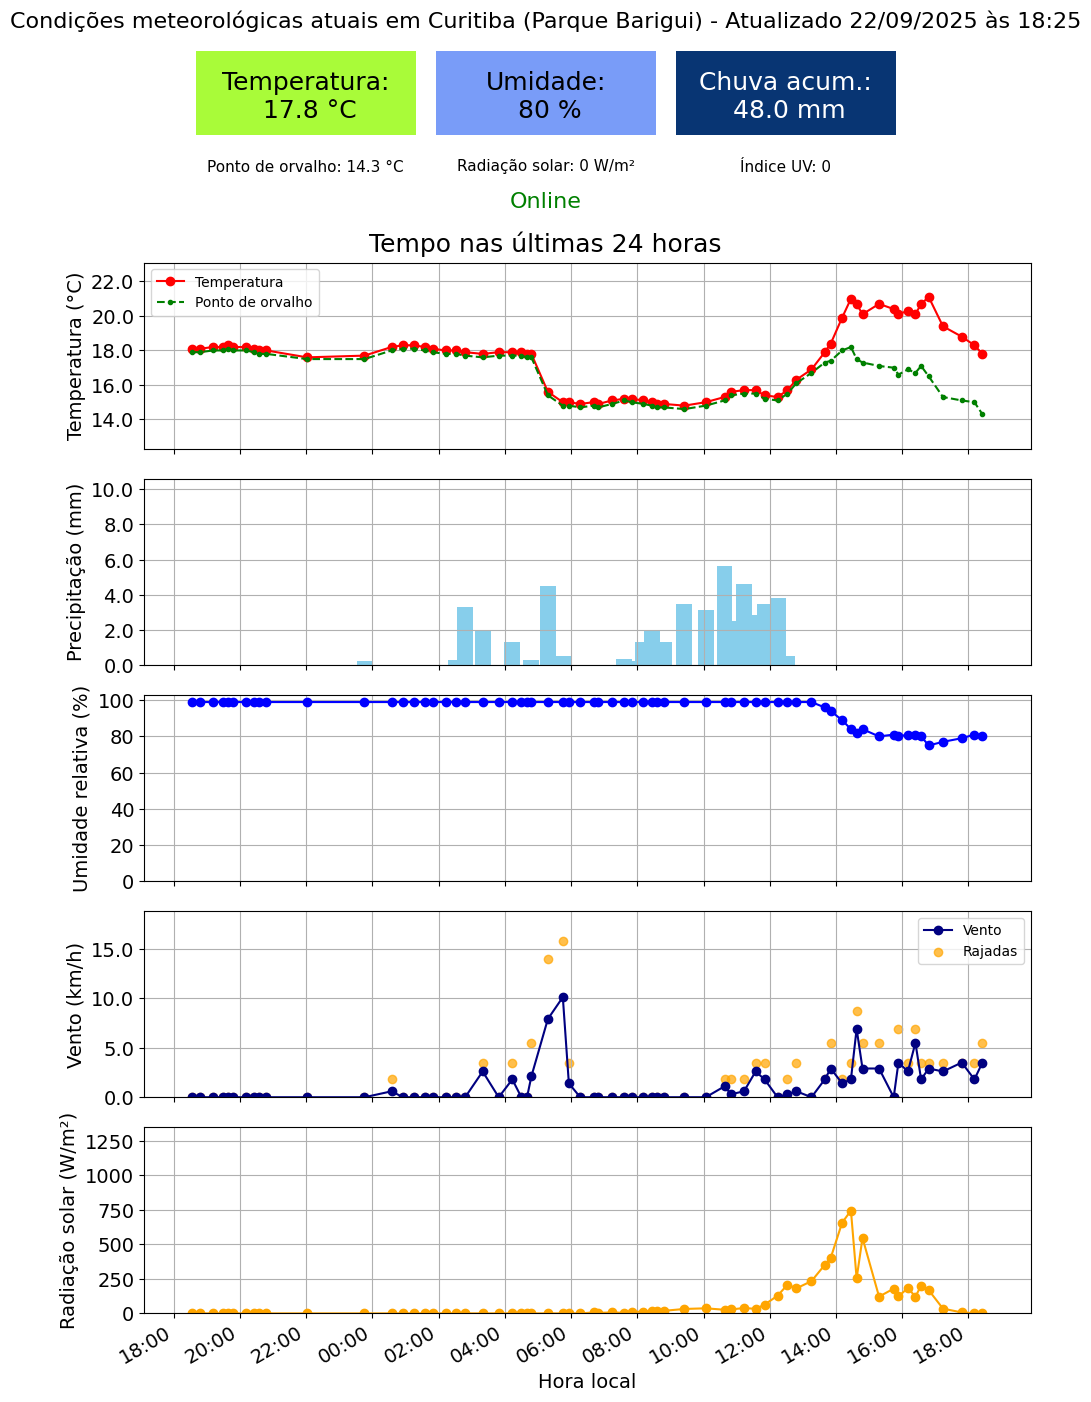 Condições meteorológicas atuais em Curitiba (Parque Barigui) - Atualizado 22/09/2025 às 18:25
Temperatura:
17.8 °C
Umidade:
80 %
Chuva acum.:
48.0 mm
Ponto de orvalho: 14.3 °C
Radiação solar: 0 W/m²
Índice UV: 0
Online
Tempo nas últimas 24 horas
Temperatura (°C)
22.0
20.0
18.0
16.0
14.0
Temperatura
Ponto de orvalho
Precipitação (mm)
10.0
8.0
6.0
4.0
2.0
0.0
Umidade relativa (%)
100
80
60
40
20
0
Vento (km/h)
15.0
10.0
5.0
0.0
Vento
Rajadas
Radiação solar (W/m²)
1250
1000
750
500
250
0
18:00 20:00 22:00 00:00 02:00 04:00 06:00 08:00 10:00 12:00 14:00 16:00 18:00
Hora local